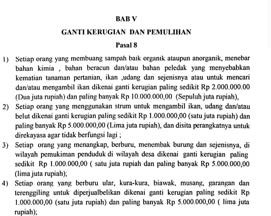 BAB V
GANTI KERUGIAN DAN PEMULIHAN
Pasal 8
1) Setiap orang yang membuang sampah baik organik ataupun anorganik, menebar
bahan kimia , bahan beracun dan/atau bahan peledak yang menyebabkan
kematian tanaman pertanian, ikan ,udang dan sejenisnya atau untuk mencari
dan/atau mengambil ikan dikenai ganti kerugian paling sedikit Rp 2.000.000.00
(Dua juta rupiah) dan paling banyak Rp 10.000.000,00 (Sepuluh juta rupiah),
2) Setiap orang yang menggunakan strum untuk mengambil ikan, udang dan/atau
belut dikenai ganti kerugian paling sedikit Rp 1.000.000,00 (satu juta rupiah) dan
paling banyak Rp 5.000.000,00 (Lima juta rupiah), dan disita perangkatnya untuk
direkayasa agar tidak berfungsi lagi ;
3) Setiap orang yang menangkap, berburu, menembak burung dan sejenisnya, di
wilayah pemukiman penduduk di wilayah desa dikenai ganti kerugian paling
sedikit Rp 1.000.000,00 ( satu juta rupiah dan paling banyak Rp 5.000.000,00
(lima juta rupiah);
4) Setiap orang yang berburu ular, kura-kura, biawak, musang, garangan dan
terenggiling untuk diperjualbelikan dikenai ganti kerugian paling sedikit Rp
1.000.000,00 (satu juta rupiah) dan paling banyak Rp 5.000.000,00 ( lima juta
rupiah);